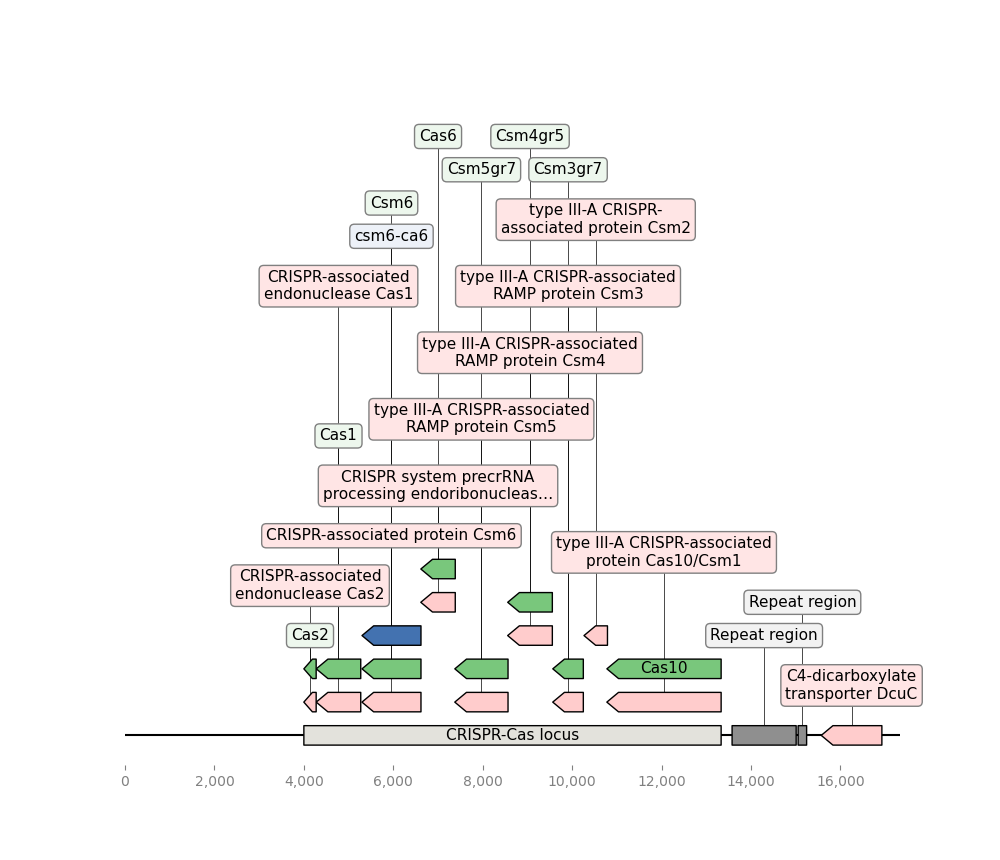 Cas6
Csm4gr5
Csm5gr7
Csm3gr7
Csm6
type III-A CRISPR-
associated protein Csm2
csm6-ca6
CRISPR-associated
endonuclease Cas1
type III-A CRISPR-associated
RAMP protein Csm3
type III-A CRISPR-associated
RAMP protein Csm4
type III-A CRISPR-associated
RAMP protein Csm5
Cas1
CRISPR system precrRNA
processing endoribonucleas...
CRISPR-associated protein Csm6
type III-A CRISPR-associated
protein Cas10/Csm1
CRISPR-associated
endonuclease Cas2
Repeat region
Cas2
Repeat region
Cas10
C4-dicarboxylate
transporter DcuC
CRISPR-Cas locus
0 2,000 4,000 6,000 8,000 10,000 12,000 14,000 16,000